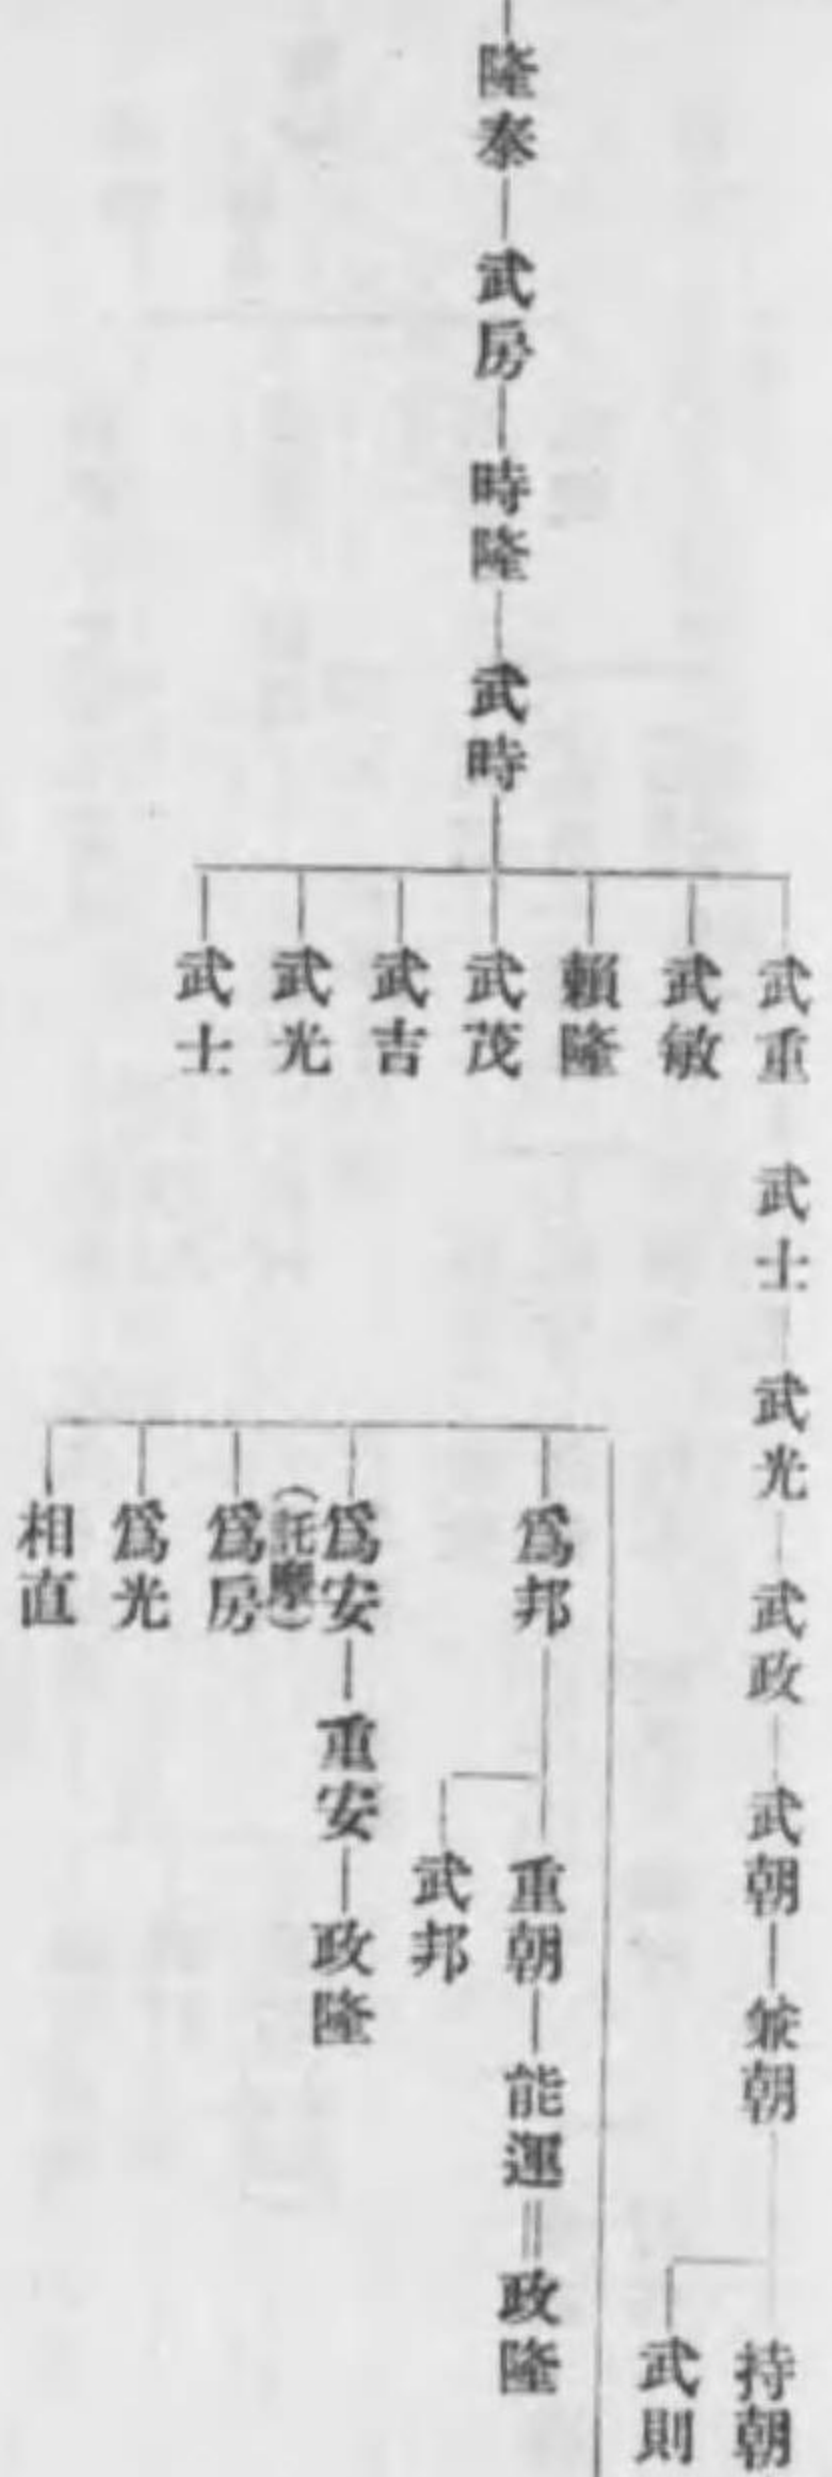 隆泰
武房
時隆
武時
武重
武敏
頼隆
武茂
武吉
武光
武士
武士
武光
武政
武朝
兼朝
持朝
武則
爲邦
重朝
能運
政隆
武邦
爲安
(託麿)
重安
政隆
爲房
爲光
相直